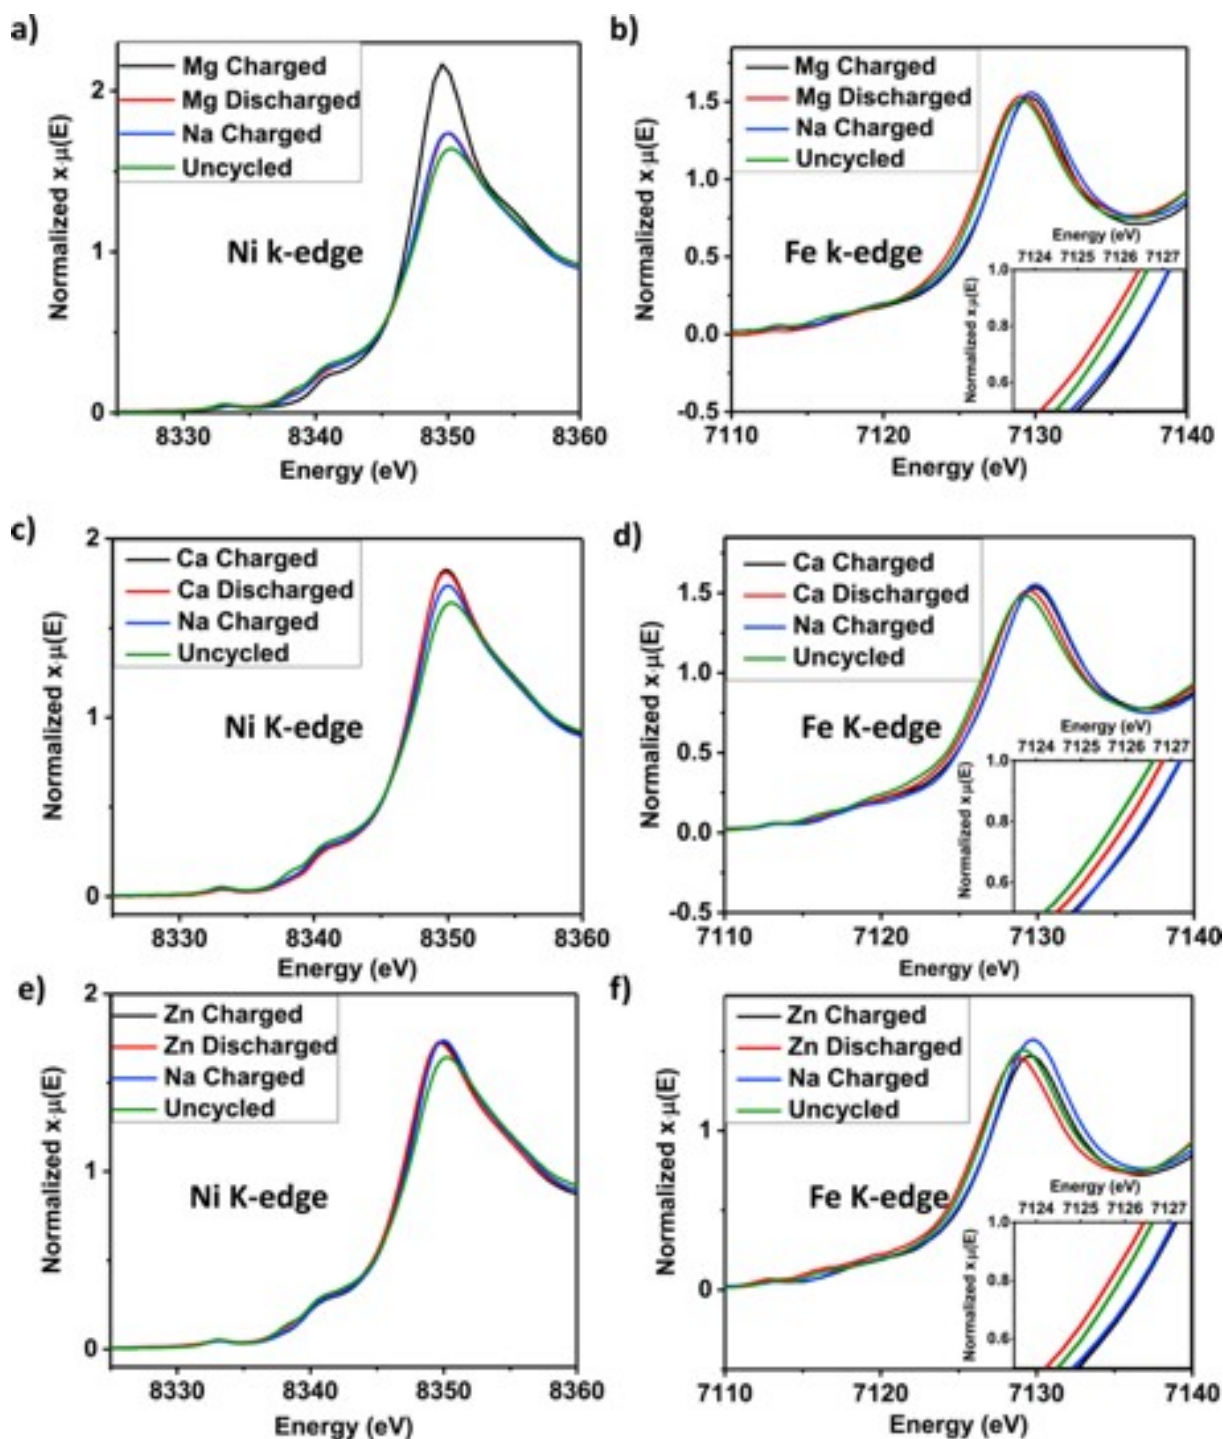 a)
Mg Charged
Mg Discharged
Na Charged
Uncycled
Ni k-edge
Normalized x·μ(E)
2
1
0
8330 8340 8350 8360
Energy (eV)
b)
Mg Charged
Mg Discharged
Na Charged
Uncycled
Fe k-edge
Normalized x·μ(E)
1.5
1.0
0.5
0.0
-0.5
7110 7120 7130 7140
Energy (eV)
Energy (eV)
7124 7125 7126 7127
Normalized x·μ(E)
1.0
0.8
0.6
c)
Ca Charged
Ca Discharged
Na Charged
Uncycled
Ni K-edge
Normalized x·μ(E)
2
1
0
8330 8340 8350 8360
Energy (eV)
d)
Ca Charged
Ca Discharged
Na Charged
Uncycled
Fe K-edge
Normalized x·μ(E)
1.5
1.0
0.5
0.0
-0.5
7110 7120 7130 7140
Energy (eV)
Energy (eV)
7124 7125 7126 7127
Normalized x·μ(E)
1.0
0.8
0.6
e)
Zn Charged
Zn Discharged
Na Charged
Uncycled
Ni K-edge
Normalized x·μ(E)
2
1
0
8330 8340 8350 8360
Energy (eV)
f)
Zn Charged
Zn Discharged
Na Charged
Uncycled
Fe K-edge
Normalized x·μ(E)
1
0
7110 7120 7130 7140
Energy (eV)
Energy (eV)
7124 7125 7126 7127
Normalized x·μ(E)
1.0
0.8
0.6